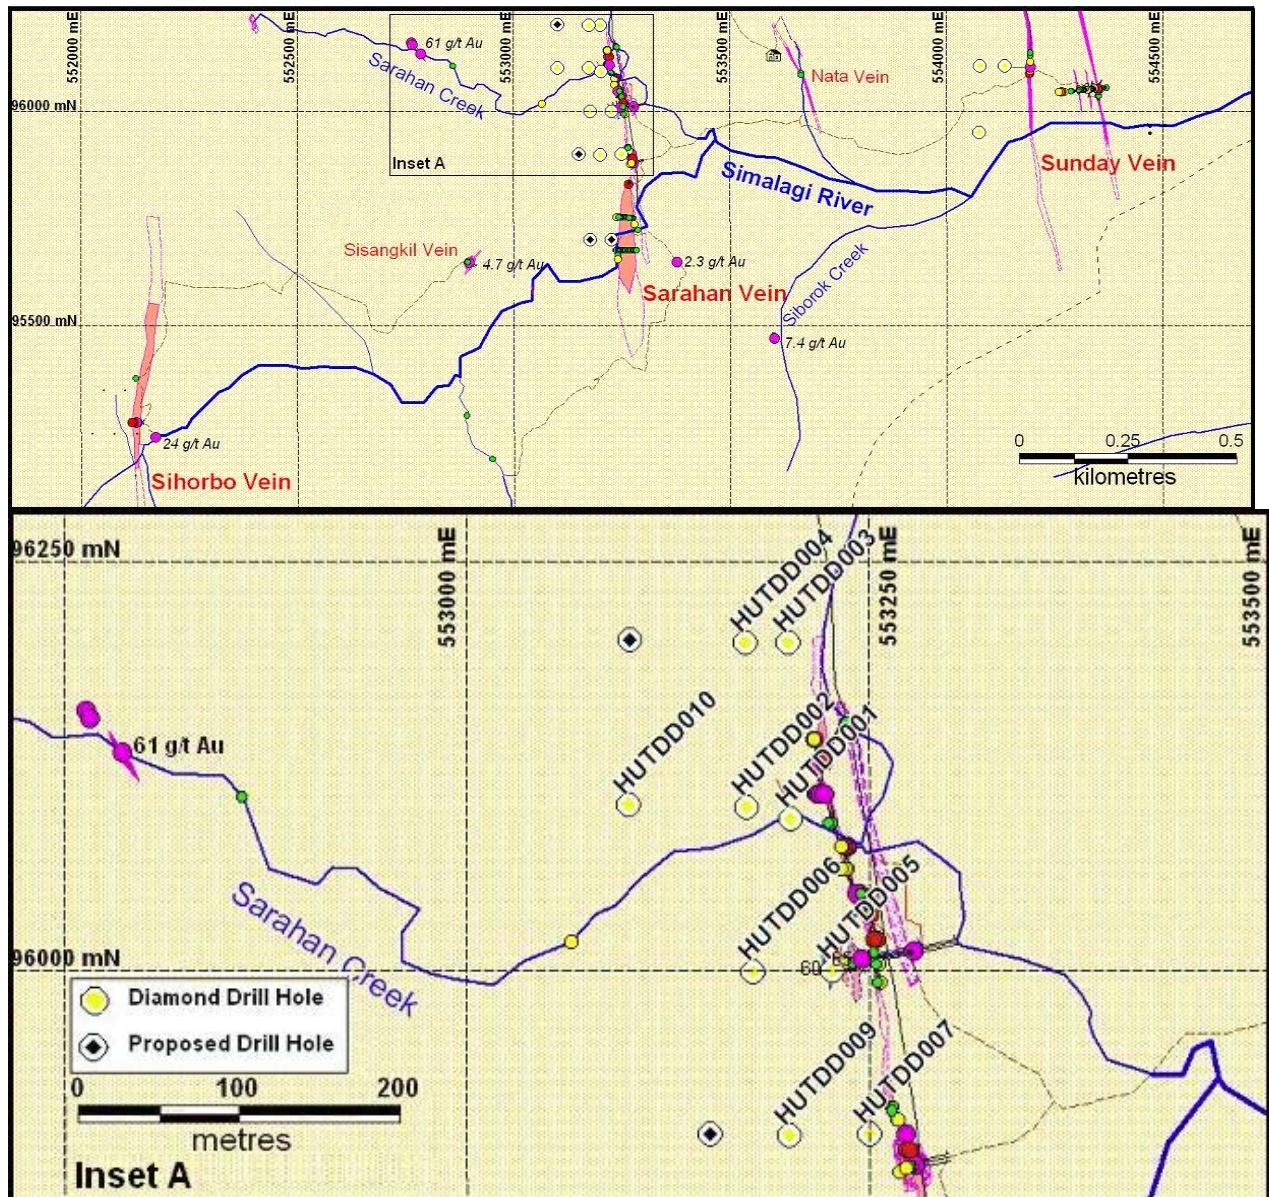 552000 mE
552500 mE
553000 mE
553500 mE
554000 mE
554500 mE
61 g/t Au
Sarahan Creek
Nata Vein
96000 mN
Inset A
Sunday Vein
Simalagi River
Sisangkil Vein
4.7 g/t Au
2.3 g/t Au
Sarahan Vein
Siborok Creek
95500 mN
7.4 g/t Au
24 g/t Au
Sihorbo Vein
0 0.25 0.5
kilometres
96250 mN
553000 mE
553250 mE
553500 mE
HUTDD004
HUTDD003
HUTDD010
HUTDD002
HUTDD001
61 g/t Au
Sarahan Creek
HUTDD006
HUTDD005
96000 mN
60
Diamond Drill Hole
Proposed Drill Hole
HUTDD009
HUTDD007
0 100 200
metres
Inset A